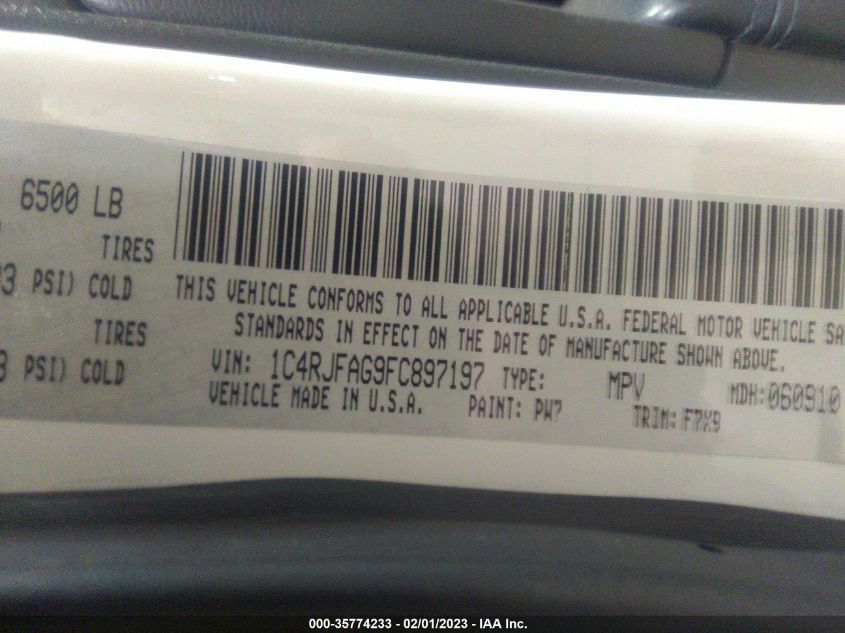 6500 LB
TIRES
PSI) COLD
TIRES
PSI) COLD
THIS VEHICLE CONFORMS TO ALL APPLICABLE U.S.A. FEDERAL MOTOR VEHICLE SA
STANDARDS IN EFFECT ON THE DATE OF MANUFACTURE SHOWN ABOVE.
VIN: 1C4RJFAG9FC897197 TYPE: MPV MDH: 060910
VEHICLE MADE IN U.S.A. PAINT: PW7 TRIM: F7X9
000-35774233 - 02/01/2023 - IAA Inc.